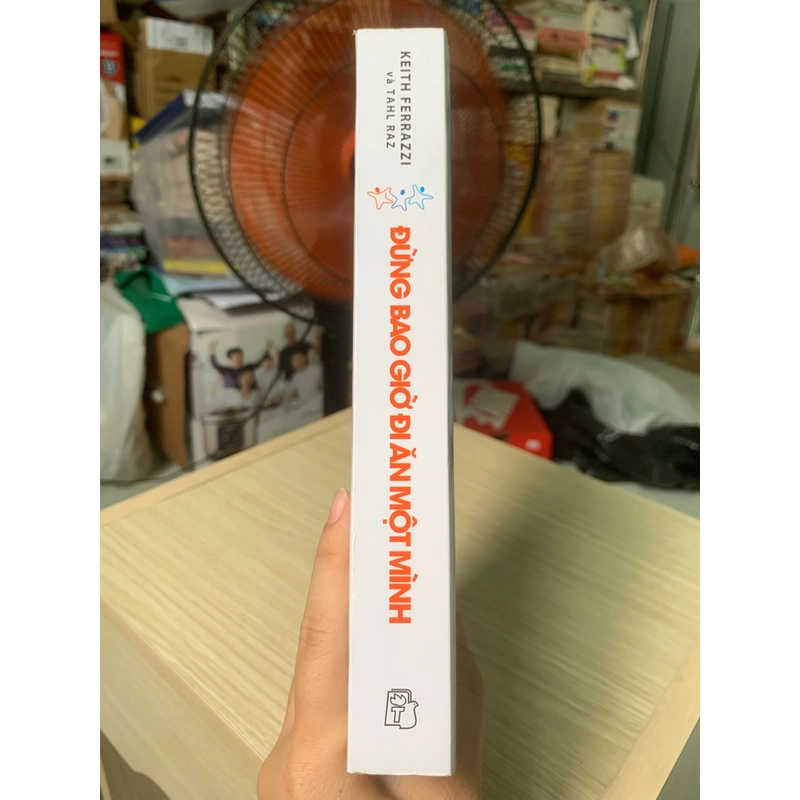 KEITH FERRAZZI
và TAHL RAZ
ĐỪNG BAO GIỜ ĐI ĂN MỘT MÌNH